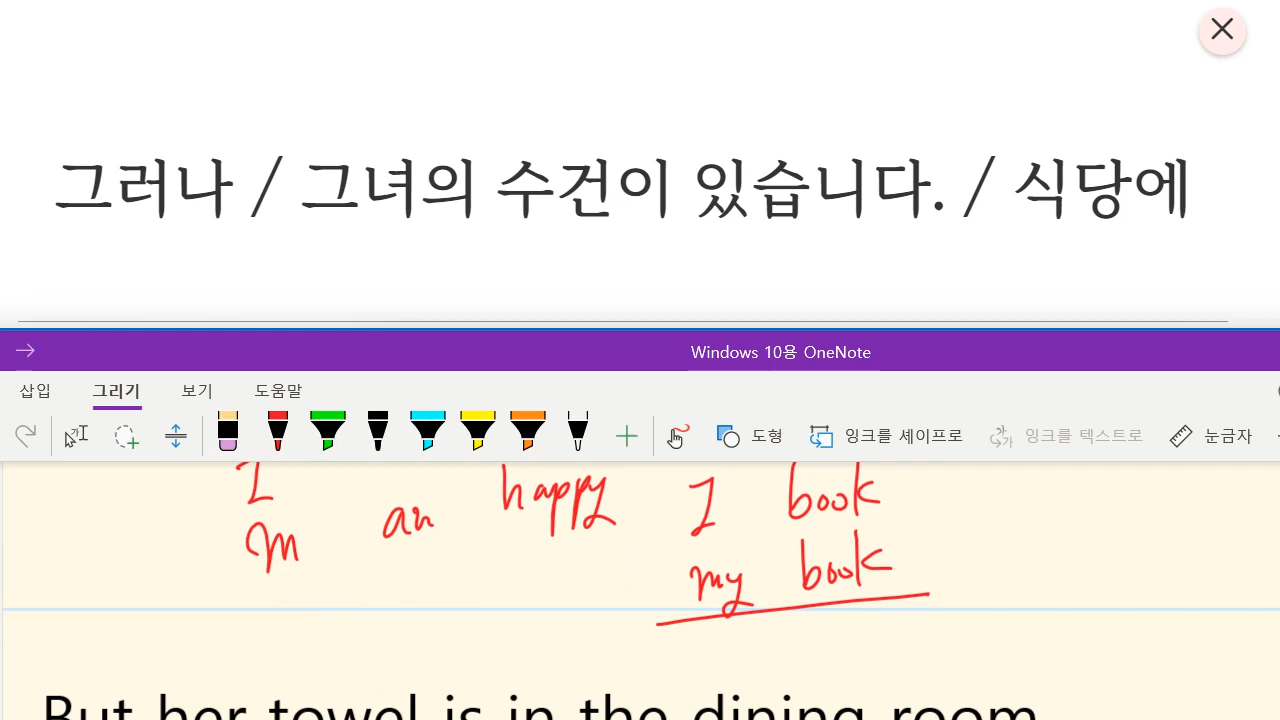 그러나 / 그녀의 수건이 있습니다. / 식당에
Windows 10용 OneNote
삽입 그리기 보기 도움말
가 도형 잉크를 셰이프로 가 잉크를 텍스트로 눈금자
I happy I book
m an my book
But her towel is in the dining room